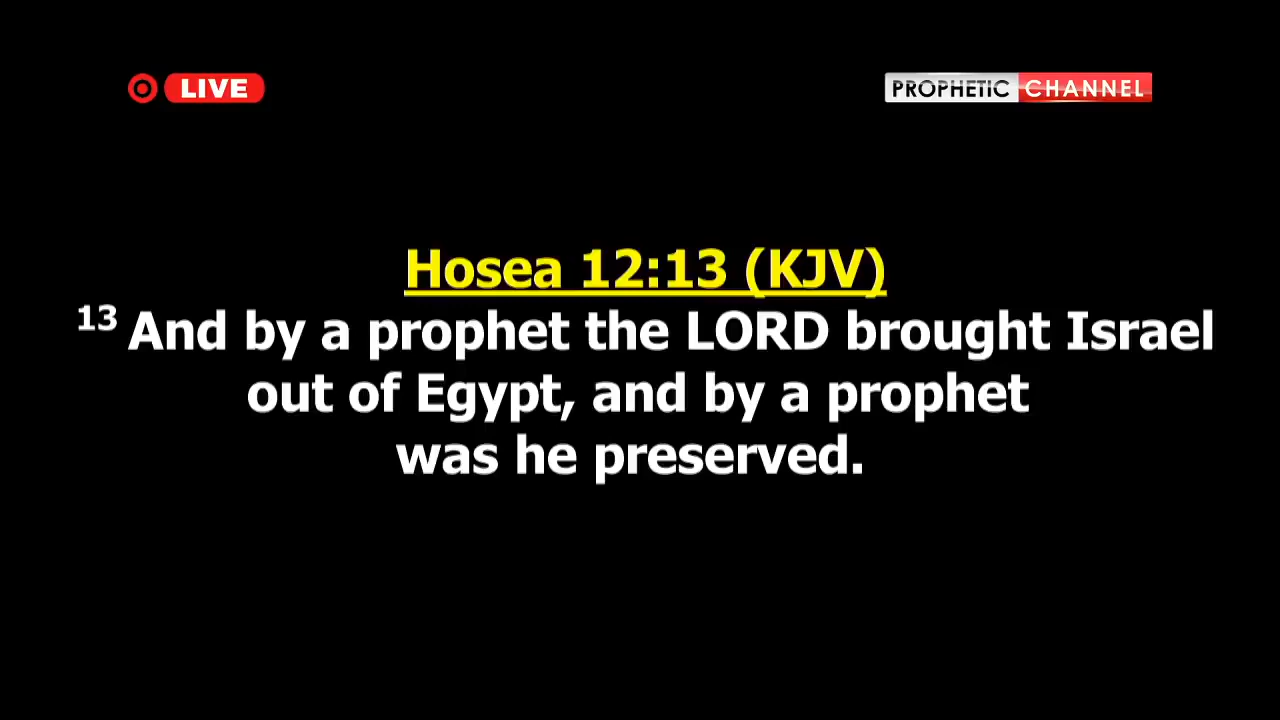 LIVE
PROPHETIC CHANNEL
Hosea 12:13 (KJV)
13 And by a prophet the LORD brought Israel
out of Egypt, and by a prophet
was he preserved.